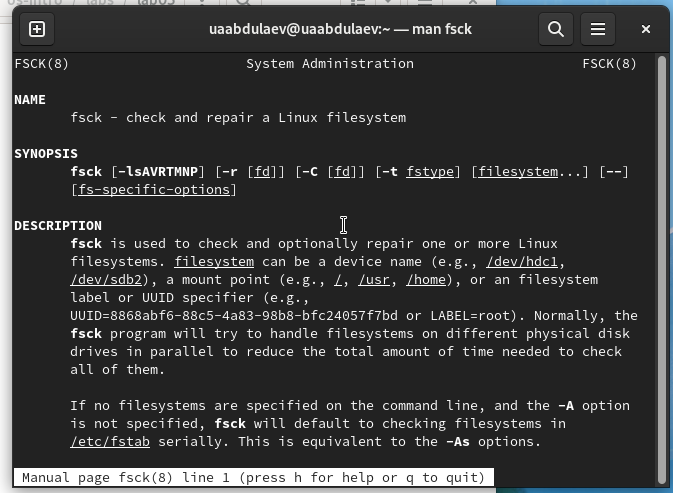 os-intro / labs / lab05
uaabdulaev@uaabdulaev:~ — man fsck
FSCK(8) System Administration FSCK(8)
NAME
fsck - check and repair a Linux filesystem
SYNOPSIS
fsck [-lsAVRTMNP] [-r [fd]] [-C [fd]] [-t fstype] [filesystem...] [--]
[fs-specific-options]
DESCRIPTION
fsck is used to check and optionally repair one or more Linux
filesystems. filesystem can be a device name (e.g., /dev/hdc1,
/dev/sdb2), a mount point (e.g., /, /usr, /home), or an filesystem
label or UUID specifier (e.g.,
UUID=8868abf6-88c5-4a83-98b8-bfc24057f7bd or LABEL=root). Normally, the
fsck program will try to handle filesystems on different physical disk
drives in parallel to reduce the total amount of time needed to check
all of them.
If no filesystems are specified on the command line, and the -A option
is not specified, fsck will default to checking filesystems in
/etc/fstab serially. This is equivalent to the -As options.
Manual page fsck(8) line 1 (press h for help or q to quit)